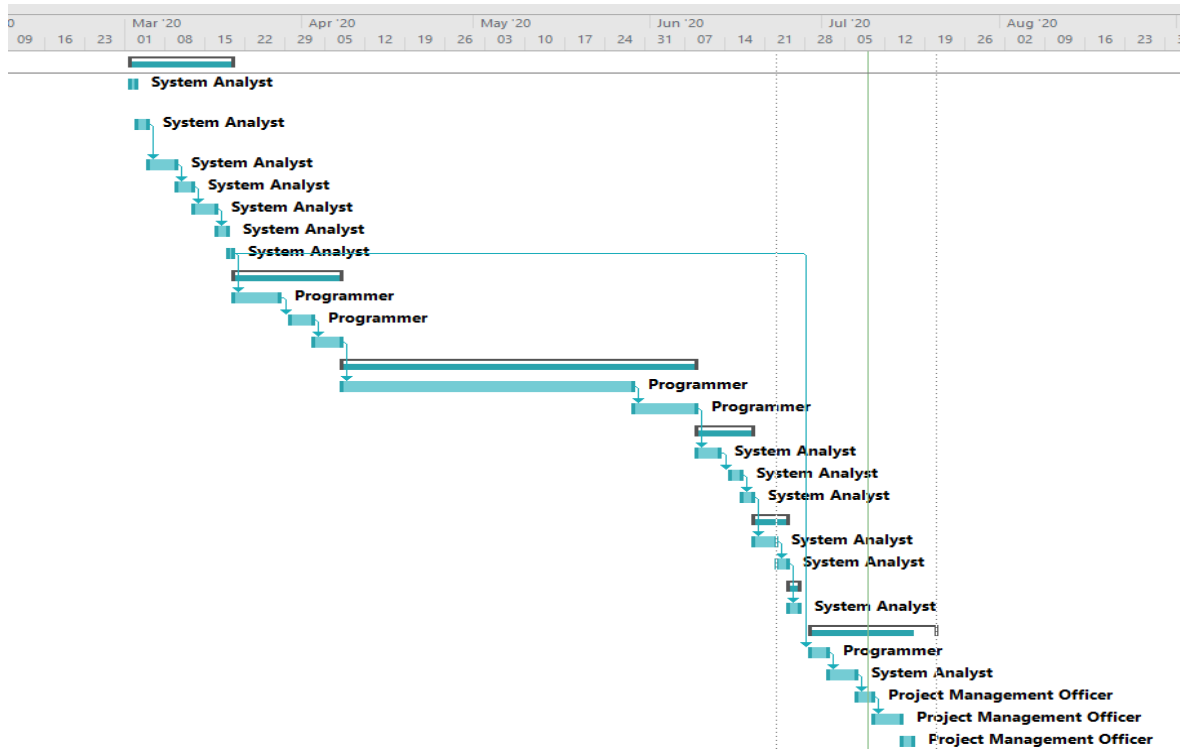 0 Mar '20 Apr '20 May '20 Jun '20 Jul '20 Aug '20
09 16 23 01 08 15 22 29 05 12 19 26 03 10 17 24 31 07 14 21 28 05 12 19 26 02 09 16 23 3
System Analyst
System Analyst
System Analyst
System Analyst
System Analyst
System Analyst
System Analyst
Programmer
Programmer
Programmer
Programmer
System Analyst
System Analyst
System Analyst
System Analyst
System Analyst
System Analyst
Programmer
System Analyst
Project Management Officer
Project Management Officer
Project Management Officer